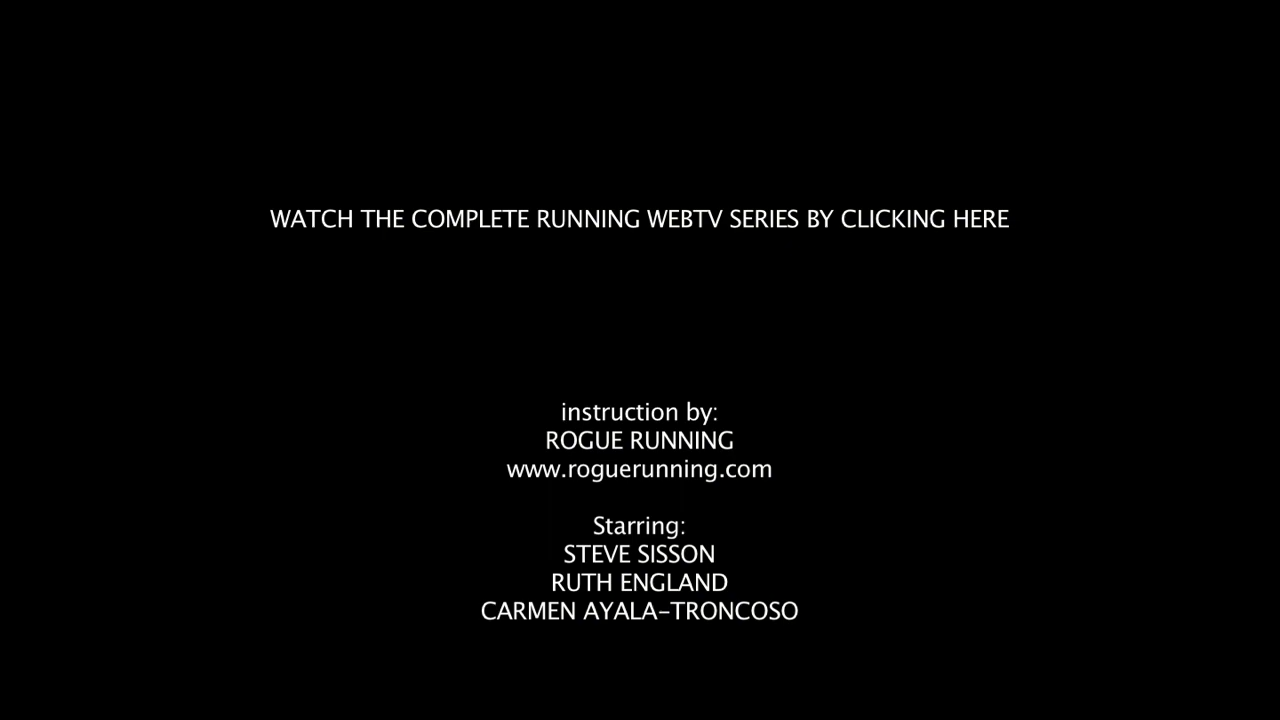 WATCH THE COMPLETE RUNNING WEBTV SERIES BY CLICKING HERE
instruction by:
ROGUE RUNNING
www.roguerunning.com
Starring:
STEVE SISSON
RUTH ENGLAND
CARMEN AYALA-TRONCOSO